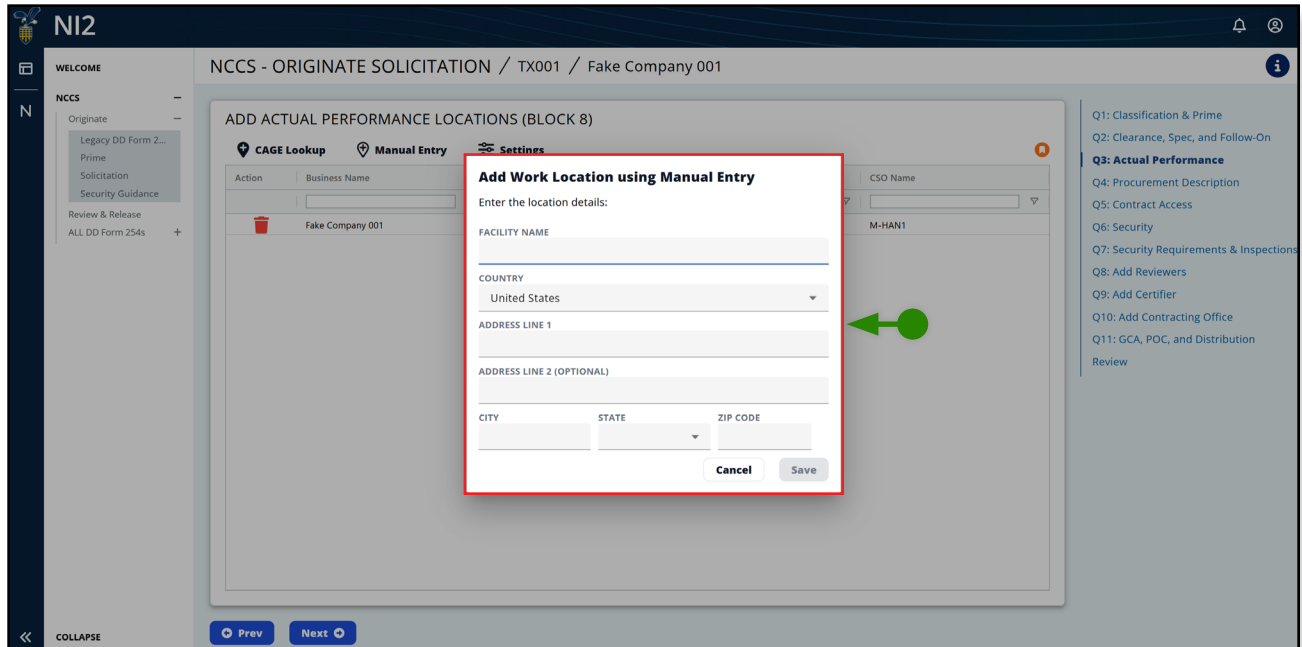 NI2
WELCOME
NCCS - ORIGINATE SOLICITATION / TX001 / Fake Company 001
NCCS
N
Originate
Legacy DD Form 2...
Prime
Solicitation
Security Guidance
Review & Release
ALL DD Form 254s
COLLAPSE
ADD ACTUAL PERFORMANCE LOCATIONS (BLOCK 8)
CAGE Lookup Manual Entry Settings
Action Business Name CSO Name
Fake Company 001 M-HAN1
Add Work Location using Manual Entry
Enter the location details:
FACILITY NAME
COUNTRY
United States
ADDRESS LINE 1
ADDRESS LINE 2 (OPTIONAL)
CITY STATE ZIP CODE
Cancel Save
Prev Next
Q1: Classification & Prime
Q2: Clearance, Spec, and Follow-On
Q3: Actual Performance
Q4: Procurement Description
Q5: Contract Access
Q6: Security
Q7: Security Requirements & Inspections
Q8: Add Reviewers
Q9: Add Certifier
Q10: Add Contracting Office
Q11: GCA, POC, and Distribution
Review